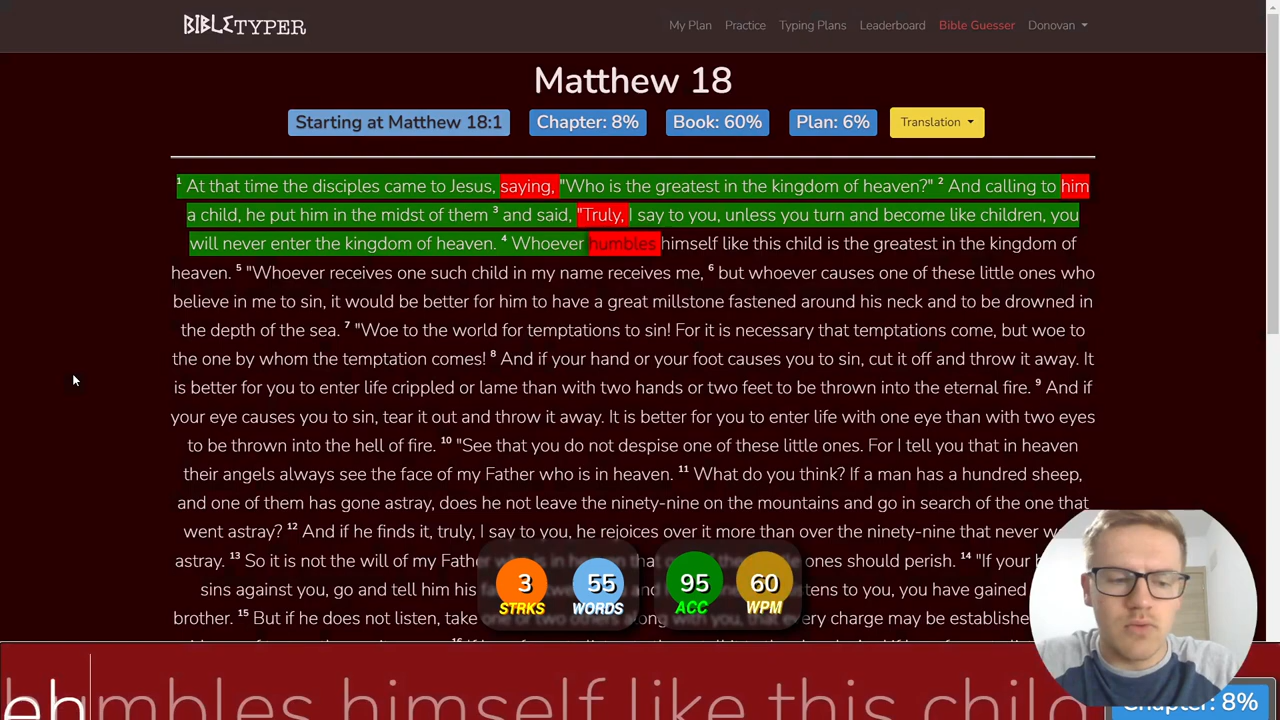 BIBLETYPER
My Plan Practice Typing Plans Leaderboard Bible Guesser Donovan
Matthew 18
Starting at Matthew 18:1 Chapter: 8% Book: 60% Plan: 6% Translation
1 At that time the disciples came to Jesus, saying, "Who is the greatest in the kingdom of heaven?" 2 And calling to him
a child, he put him in the midst of them 3 and said, "Truly, I say to you, unless you turn and become like children, you
will never enter the kingdom of heaven. 4 Whoever humbles himself like this child is the greatest in the kingdom of
heaven. 5 "Whoever receives one such child in my name receives me, 6 but whoever causes one of these little ones who
believe in me to sin, it would be better for him to have a great millstone fastened around his neck and to be drowned in
the depth of the sea. 7 "Woe to the world for temptations to sin! For it is necessary that temptations come, but woe to
the one by whom the temptation comes! 8 And if your hand or your foot causes you to sin, cut it off and throw it away. It
is better for you to enter life crippled or lame than with two hands or two feet to be thrown into the eternal fire. 9 And if
your eye causes you to sin, tear it out and throw it away. It is better for you to enter life with one eye than with two eyes
to be thrown into the hell of fire. 10 "See that you do not despise one of these little ones. For I tell you that in heaven
their angels always see the face of my Father who is in heaven. 11 What do you think? If a man has a hundred sheep,
and one of them has gone astray, does he not leave the ninety-nine on the mountains and go in search of the one that
went astray? 12 And if he finds it, truly, I say to you, he rejoices over it more than over the ninety-nine that never
astray. 13 So it is not the will of my Father who is in heaven that ones should perish. 14 "If your
sins against you, go and tell him his listens to you, you have gained
brother. 15 But if he does not listen, take one or two others along with you, that every charge may be established
3 STRKS 55 WORDS 95 ACC 60 WPM
eh mbles himself like this child
Chapter: 8%